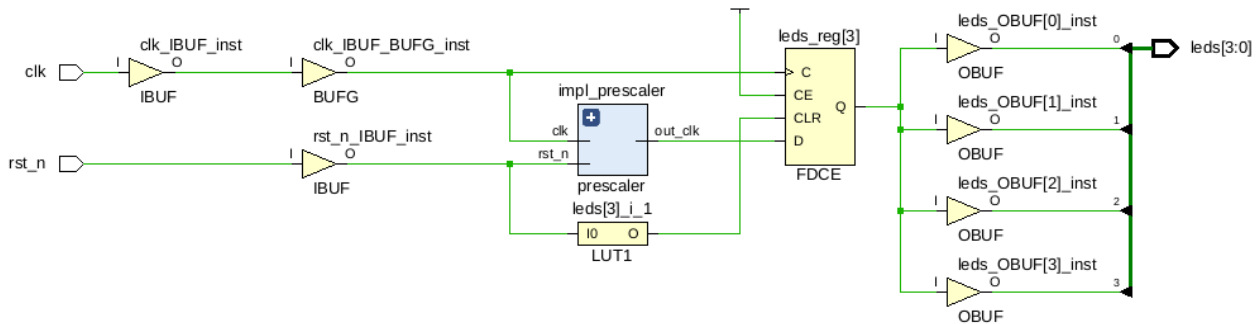 clk
I
clk_IBUF_inst
O
IBUF
I
clk_IBUF_BUFG_inst
O
BUFG
rst_n
I
rst_n_IBUF_inst
O
IBUF
impl_prescaler
clk
rst_n
out_clk
prescaler
leds[3]_i_1
I0 O
LUT1
leds_reg[3]
C
CE
CLR
D
Q
FDCE
leds_OBUF[0]_inst
I O 0
OBUF
leds_OBUF[1]_inst
I O 1
OBUF
leds_OBUF[2]_inst
I O 2
OBUF
leds_OBUF[3]_inst
I O 3
OBUF
leds[3:0]